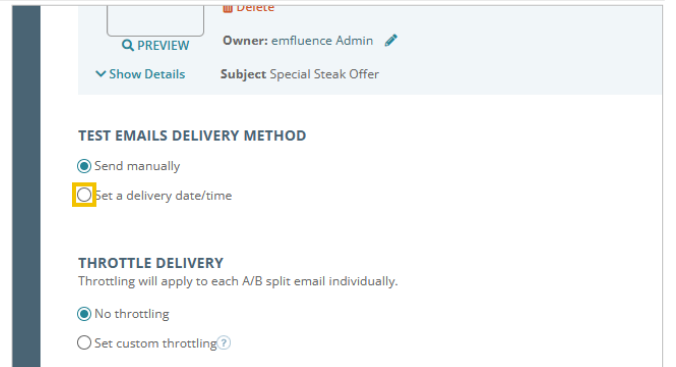 Delete
PREVIEW
Owner: emfluence Admin
Show Details
Subject Special Steak Offer
TEST EMAILS DELIVERY METHOD
Send manually
Set a delivery date/time
THROTTLE DELIVERY
Throttling will apply to each A/B split email individually.
No throttling
Set custom throttling ?